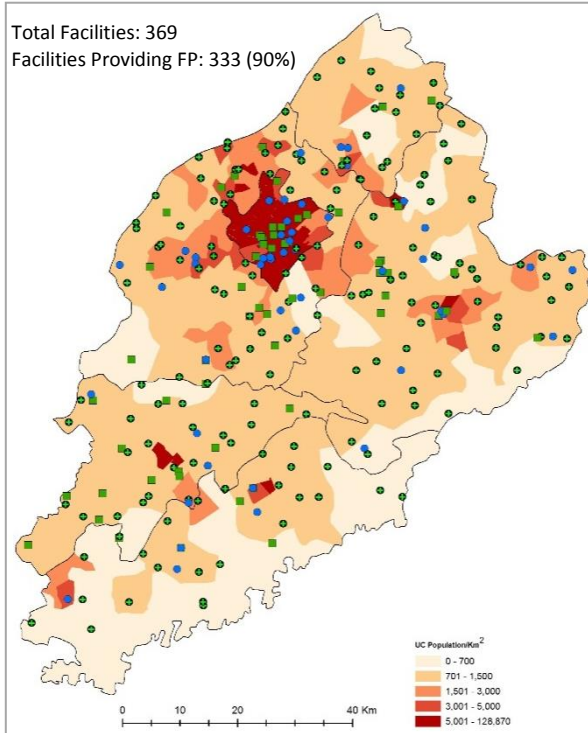 Total Facilities: 369
Facilities Providing FP: 333 (90%)
UC Population/Km²
0 - 700
701 - 1,500
1,501 - 3,000
3,001 - 5,000
5,001 - 128,870
0 10 20 40 Km